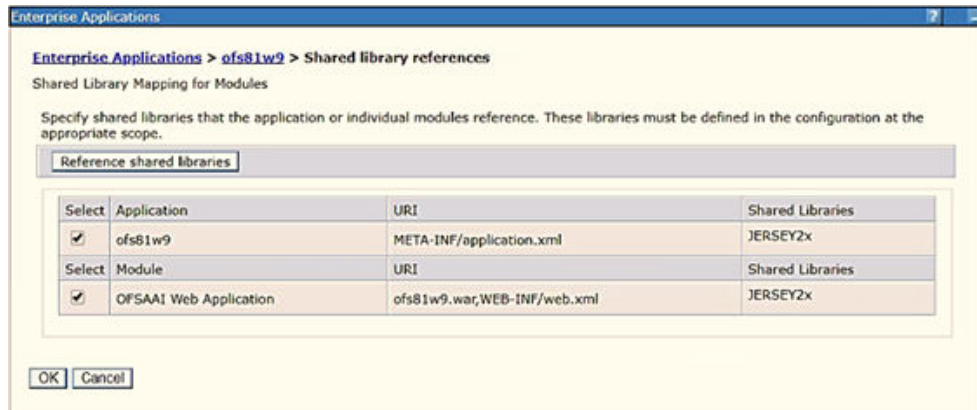 Enterprise Applications
?
Enterprise Applications > ofs81w9 > Shared library references
Shared Library Mapping for Modules
Specify shared libraries that the application or individual modules reference. These libraries must be defined in the configuration at the
appropriate scope.
Reference shared libraries
Select Application URI Shared Libraries
ofs81w9 META-INF/application.xml JERSEY2x
Select Module URI Shared Libraries
OFSAAI Web Application ofs81w9.war,WEB-INF/web.xml JERSEY2x
OK Cancel